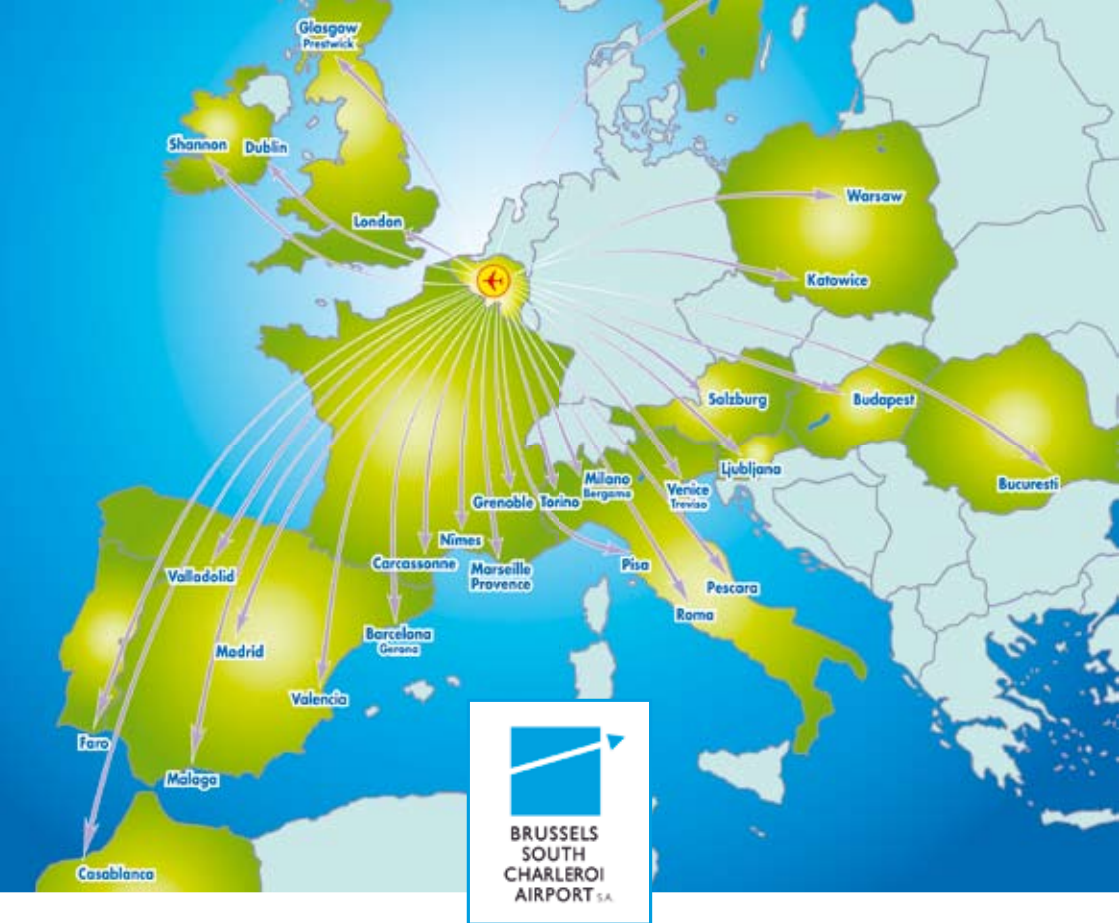 Glasgow
Prestwick
Shannon
Dublin
London
Warsaw
Katowice
Salzburg
Budapest
Ljubljana
Bucuresti
Milano
Bergamo
Venice
Treviso
Grenoble
Torino
Nîmes
Carcassonne
Marseille
Provence
Pisa
Pescara
Roma
Valladolid
Barcelona
Gerona
Madrid
Valencia
Faro
Malaga
Casablanca
BRUSSELS
SOUTH
CHARLEROI
AIRPORT S.A.